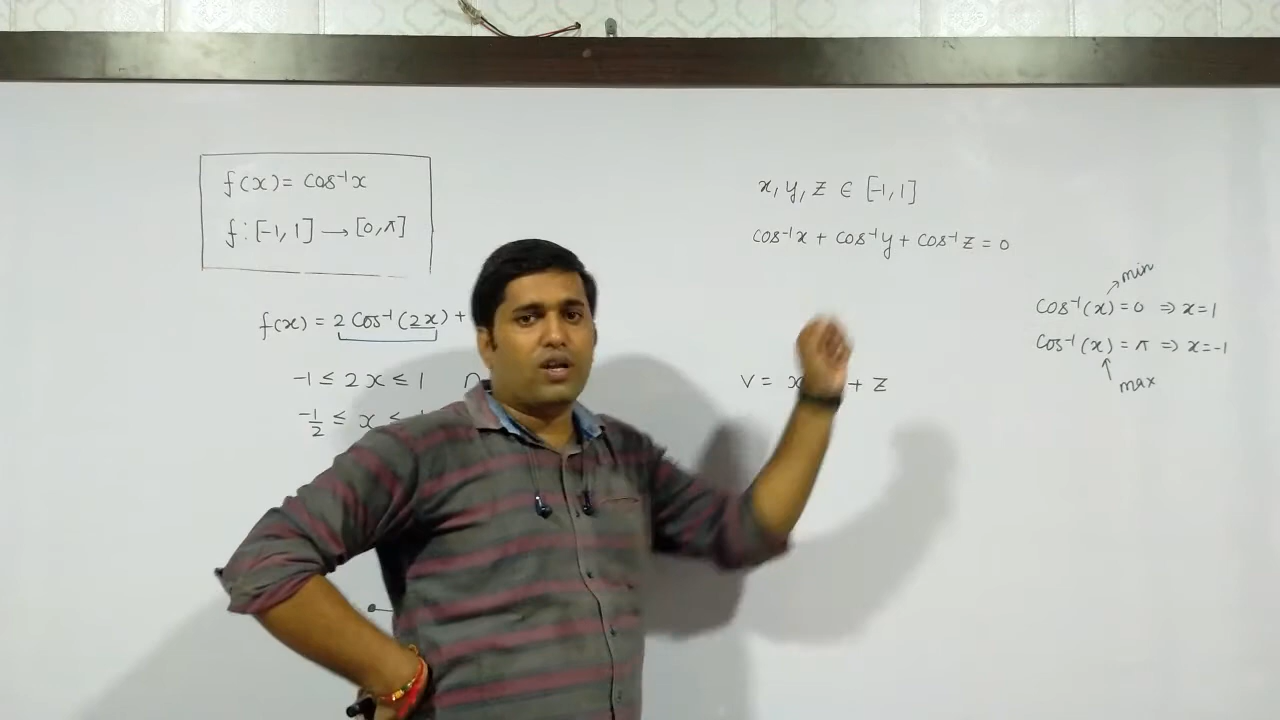 f(x) = cos⁻¹x
f : [-1, 1] → [0, π]
f(x) = 2 cos⁻¹(2x) +
-1 ≤ 2x ≤ 1
-1/2 ≤ x ≤
x, y, z ∈ [-1, 1]
cos⁻¹x + cos⁻¹y + cos⁻¹z = 0
v = x + z
min
cos⁻¹(x) = 0 ⇒ x = 1
cos⁻¹(x) = π ⇒ x = -1
max